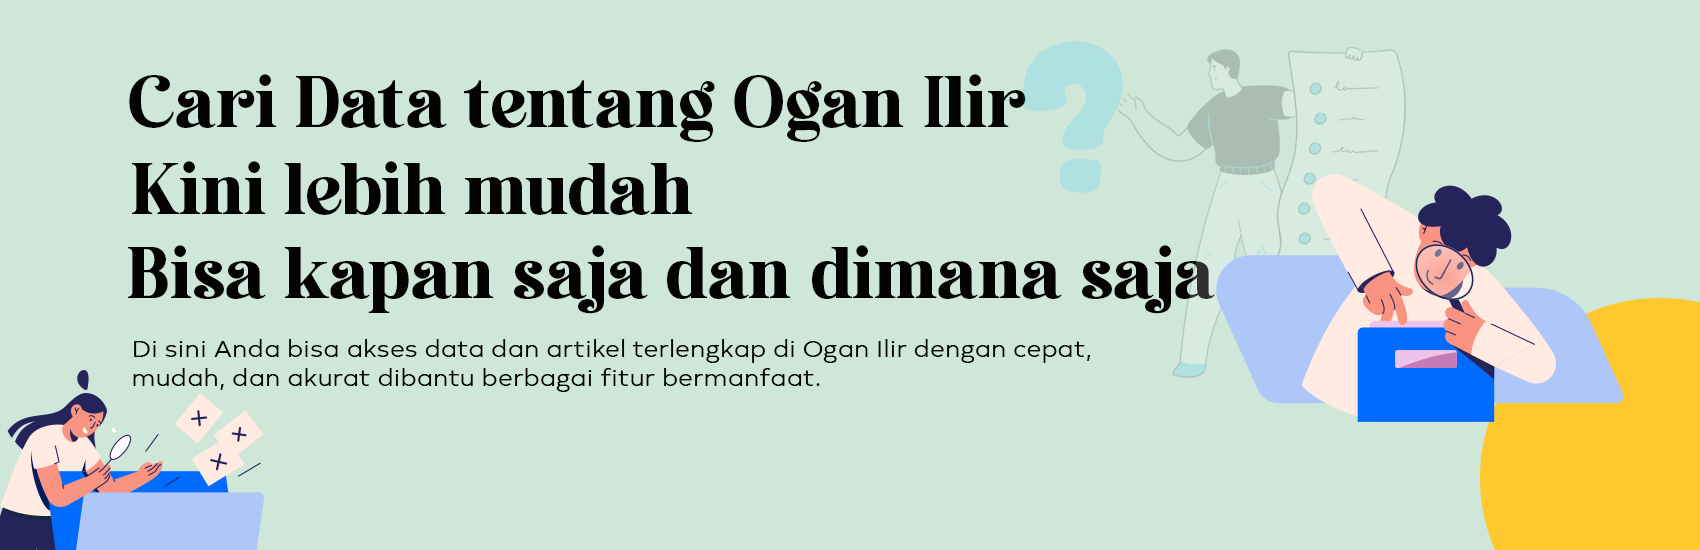 Cari Data tentang Ogan Ilir
Kini lebih mudah
Bisa kapan saja dan dimana saja
Di sini Anda bisa akses data dan artikel terlengkap di Ogan Ilir dengan cepat,
mudah, dan akurat dibantu berbagai fitur bermanfaat.